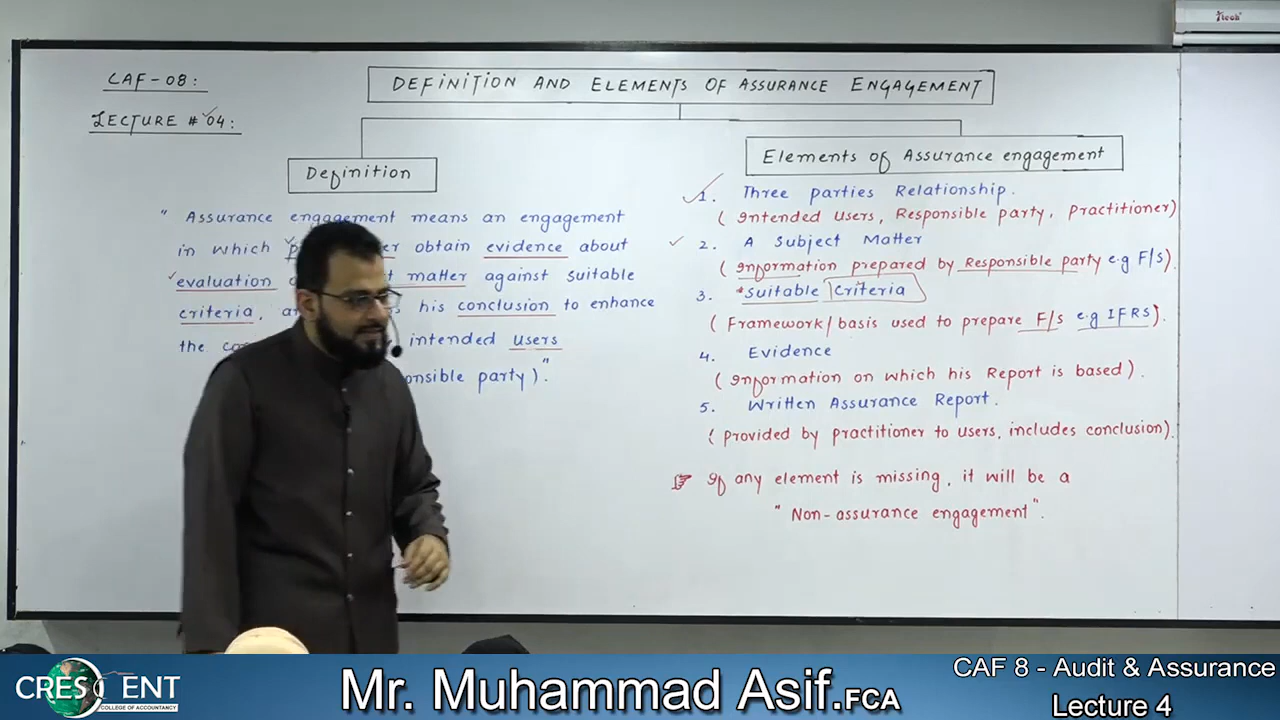 itech
CAF-08:
LECTURE # 04:
DEFINITION AND ELEMENTS OF ASSURANCE ENGAGEMENT
Definition
" Assurance engagement means an engagement
in which obtain evidence about
evaluation matter against suitable
criteria, his conclusion to enhance
the intended users
party)."
Elements of Assurance engagement
1. Three parties Relationship.
( Intended users, Responsible party, Practitioner)
2. A Subject Matter
(Information prepared by Responsible party e.g F/s).
3. *Suitable Criteria
(Framework/basis used to prepare F/s e.g IFRS).
4. Evidence
( Information on which his Report is based).
5. Written Assurance Report.
(Provided by practitioner to users, includes conclusion).
If any element is missing, it will be a
" Non-assurance engagement".
CRESCENT
COLLEGE OF ACCOUNTANCY
Mr. Muhammad Asif.FCA
CAF 8 - Audit & Assurance
Lecture 4